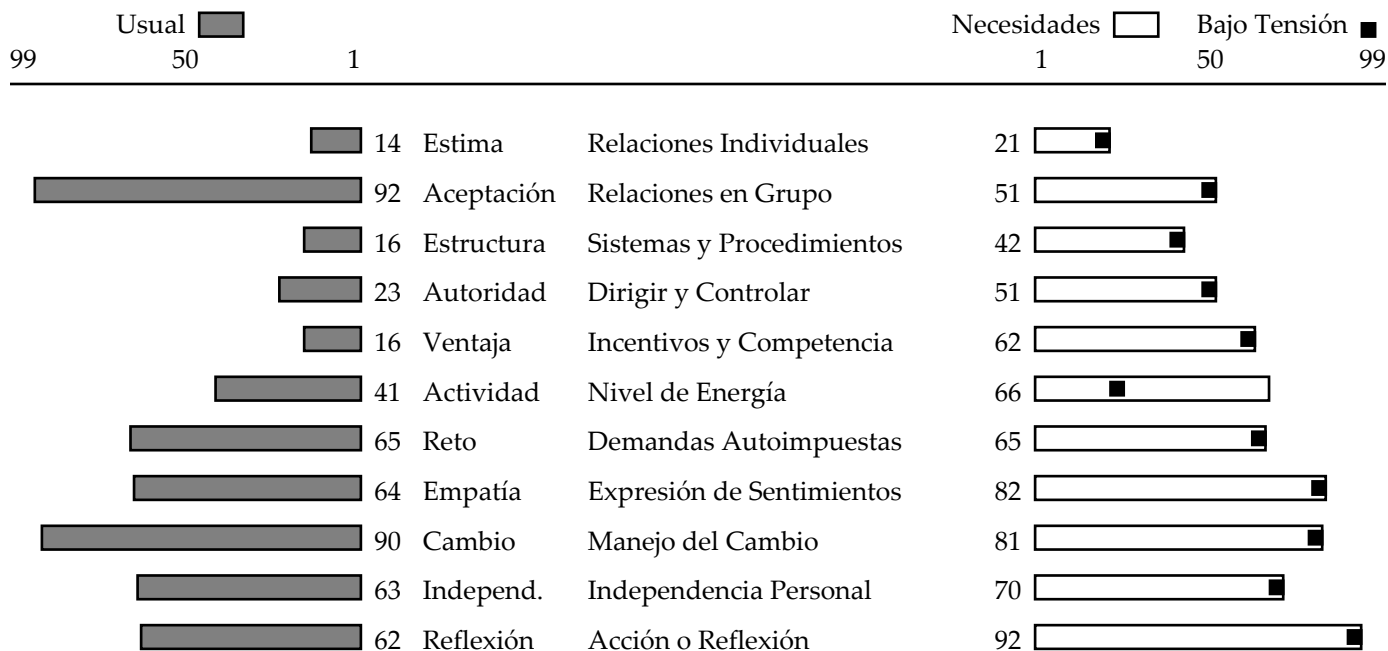 Usual Necesidades Bajo Tensión
99 50 1 1 50 99
14 Estima Relaciones Individuales 21
92 Aceptación Relaciones en Grupo 51
16 Estructura Sistemas y Procedimientos 42
23 Autoridad Dirigir y Controlar 51
16 Ventaja Incentivos y Competencia 62
41 Actividad Nivel de Energía 66
65 Reto Demandas Autoimpuestas 65
64 Empatía Expresión de Sentimientos 82
90 Cambio Manejo del Cambio 81
63 Independ. Independencia Personal 70
62 Reflexión Acción o Reflexión 92